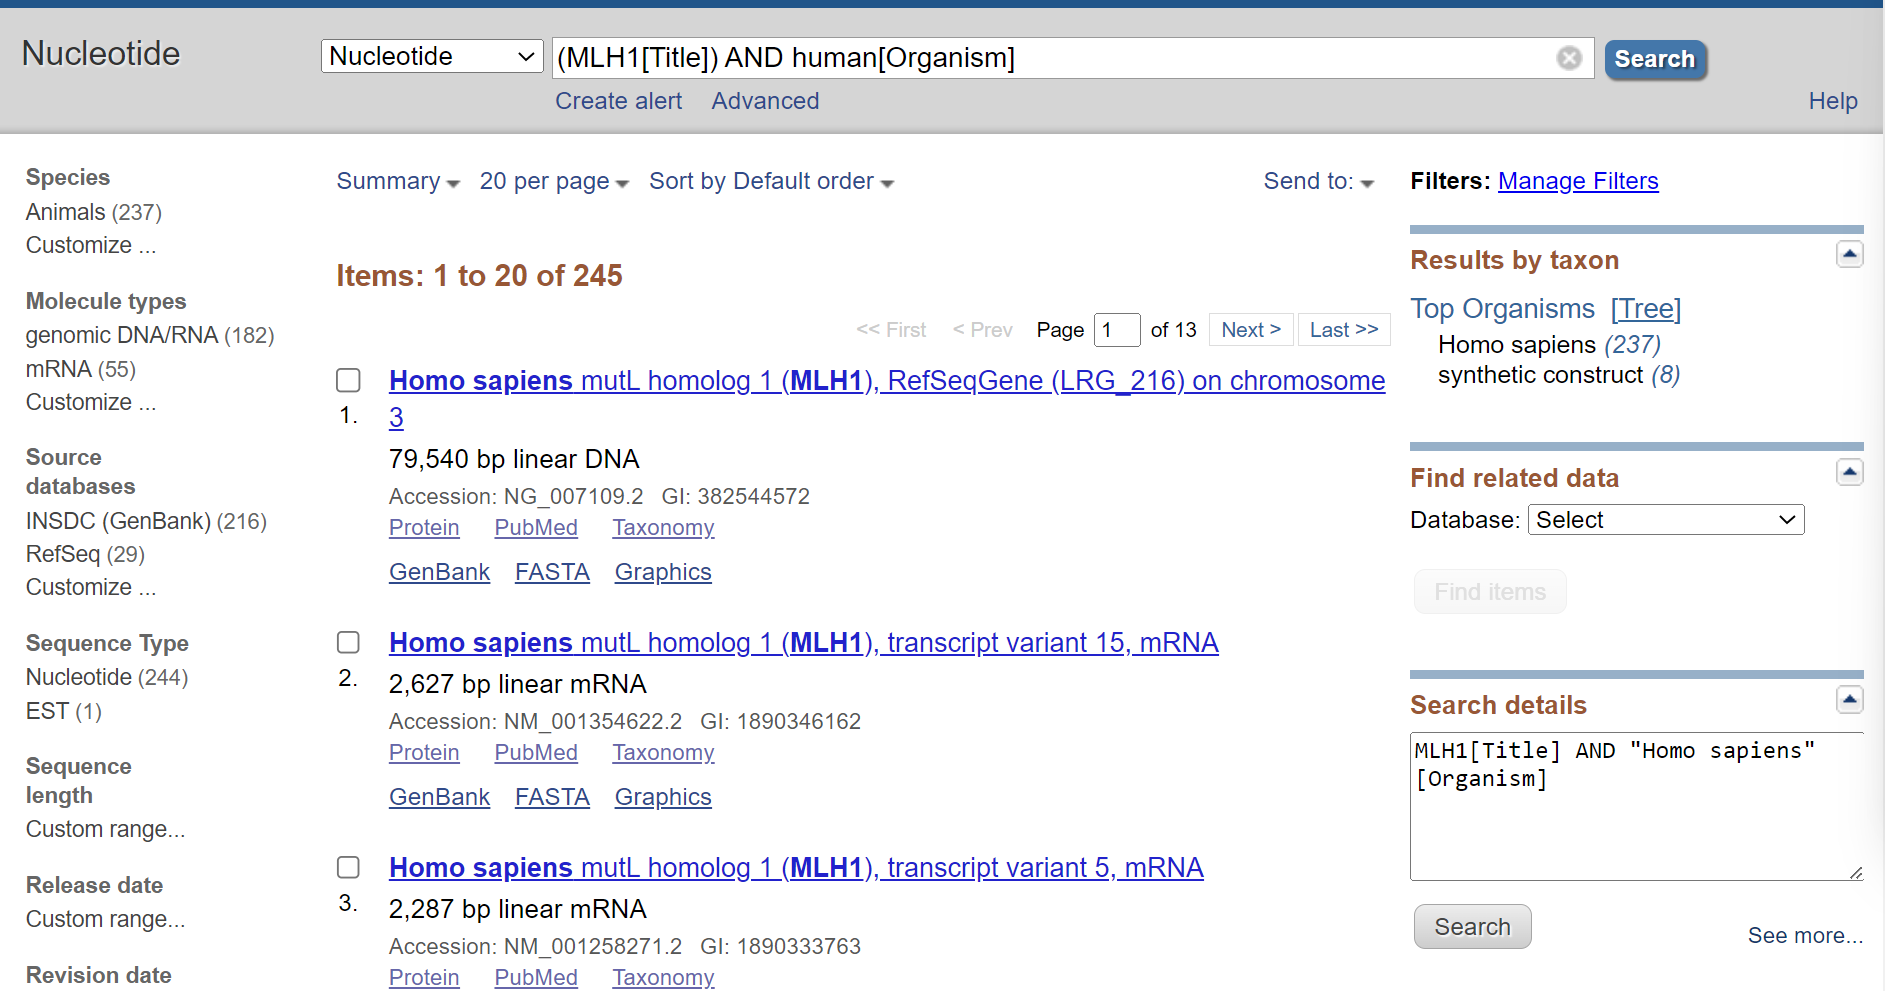 Nucleotide
Nucleotide
(MLH1[Title]) AND human[Organism]
Search
Create alert Advanced
Help
Species
Animals (237)
Customize ...
Molecule types
genomic DNA/RNA (182)
mRNA (55)
Customize ...
Source
databases
INSDC (GenBank) (216)
RefSeq (29)
Customize ...
Sequence Type
Nucleotide (244)
EST (1)
Sequence
length
Custom range...
Release date
Custom range...
Revision date
Summary 20 per page Sort by Default order
Send to:
Items: 1 to 20 of 245
<< First < Prev Page 1 of 13 Next > Last >>
Homo sapiens mutL homolog 1 (MLH1), RefSeqGene (LRG_216) on chromosome
1. 3
79,540 bp linear DNA
Accession: NG_007109.2 GI: 382544572
Protein PubMed Taxonomy
GenBank FASTA Graphics
Homo sapiens mutL homolog 1 (MLH1), transcript variant 15, mRNA
2. 2,627 bp linear mRNA
Accession: NM_001354622.2 GI: 1890346162
Protein PubMed Taxonomy
GenBank FASTA Graphics
Homo sapiens mutL homolog 1 (MLH1), transcript variant 5, mRNA
3. 2,287 bp linear mRNA
Accession: NM_001258271.2 GI: 1890333763
Protein PubMed Taxonomy
Filters: Manage Filters
Results by taxon
Top Organisms [Tree]
Homo sapiens (237)
synthetic construct (8)
Find related data
Database: Select
Find items
Search details
MLH1[Title] AND "Homo sapiens"
[Organism]
Search
See more...